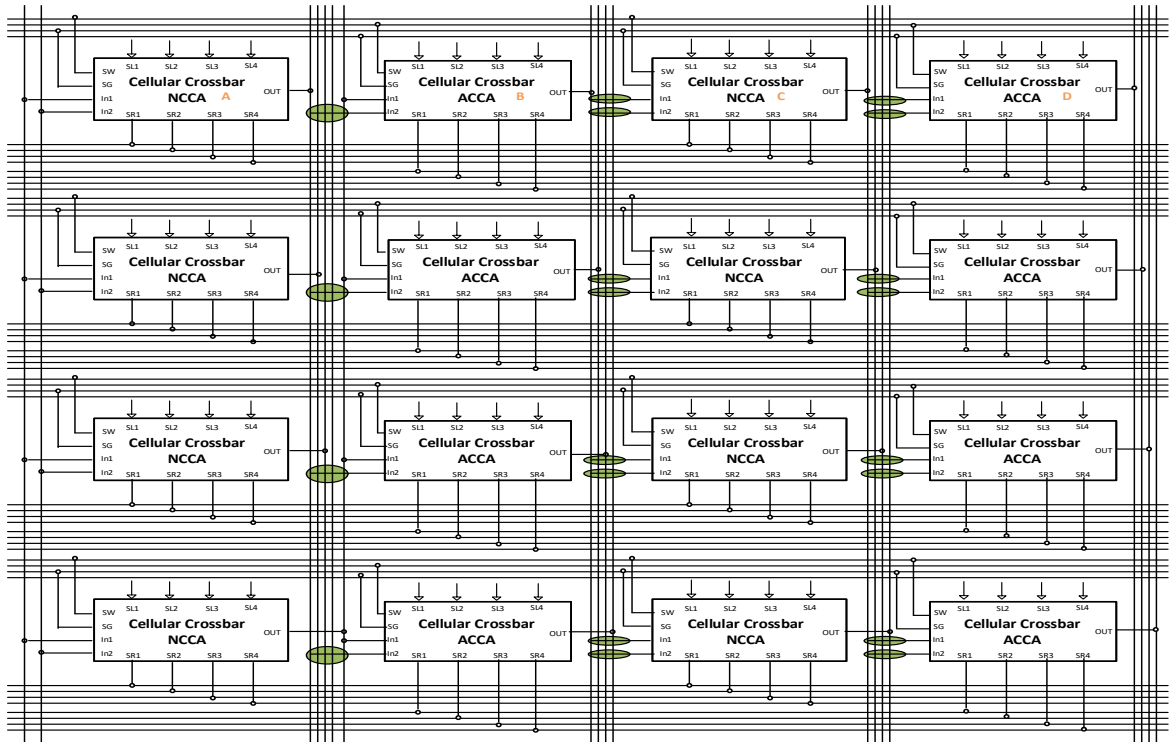 SL1 SL2 SL3 SL4
SW Cellular Crossbar
SG NCCA A OUT
In1
In2
SR1 SR2 SR3 SR4
SL1 SL2 SL3 SL4
SW Cellular Crossbar
SG ACCA B OUT
In1
In2
SR1 SR2 SR3 SR4
SL1 SL2 SL3 SL4
SW Cellular Crossbar
SG NCCA C OUT
In1
In2
SR1 SR2 SR3 SR4
SL1 SL2 SL3 SL4
SW Cellular Crossbar
SG ACCA D OUT
In1
In2
SR1 SR2 SR3 SR4
SL1 SL2 SL3 SL4
SW Cellular Crossbar
SG NCCA OUT
In1
In2
SR1 SR2 SR3 SR4
SL1 SL2 SL3 SL4
SW Cellular Crossbar
SG ACCA OUT
In1
In2
SR1 SR2 SR3 SR4
SL1 SL2 SL3 SL4
SW Cellular Crossbar
SG NCCA OUT
In1
In2
SR1 SR2 SR3 SR4
SL1 SL2 SL3 SL4
SW Cellular Crossbar
SG ACCA OUT
In1
In2
SR1 SR2 SR3 SR4
SL1 SL2 SL3 SL4
SW Cellular Crossbar
SG NCCA OUT
In1
In2
SR1 SR2 SR3 SR4
SL1 SL2 SL3 SL4
SW Cellular Crossbar
SG ACCA OUT
In1
In2
SR1 SR2 SR3 SR4
SL1 SL2 SL3 SL4
SW Cellular Crossbar
SG NCCA OUT
In1
In2
SR1 SR2 SR3 SR4
SL1 SL2 SL3 SL4
SW Cellular Crossbar
SG ACCA OUT
In1
In2
SR1 SR2 SR3 SR4
SL1 SL2 SL3 SL4
SW Cellular Crossbar
SG NCCA OUT
In1
In2
SR1 SR2 SR3 SR4
SL1 SL2 SL3 SL4
SW Cellular Crossbar
SG ACCA OUT
In1
In2
SR1 SR2 SR3 SR4
SL1 SL2 SL3 SL4
SW Cellular Crossbar
SG NCCA OUT
In1
In2
SR1 SR2 SR3 SR4
SL1 SL2 SL3 SL4
SW Cellular Crossbar
SG ACCA OUT
In1
In2
SR1 SR2 SR3 SR4